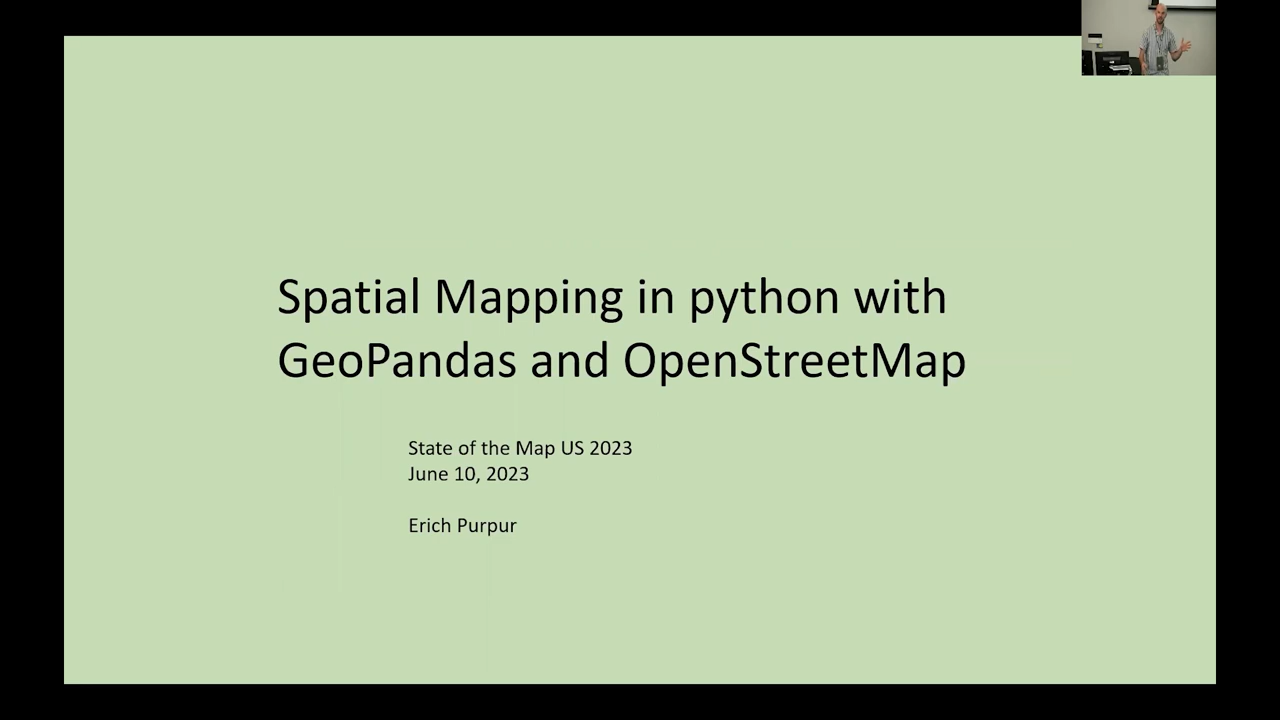 Spatial Mapping in python with
GeoPandas and OpenStreetMap
State of the Map US 2023
June 10, 2023
Erich Purpur